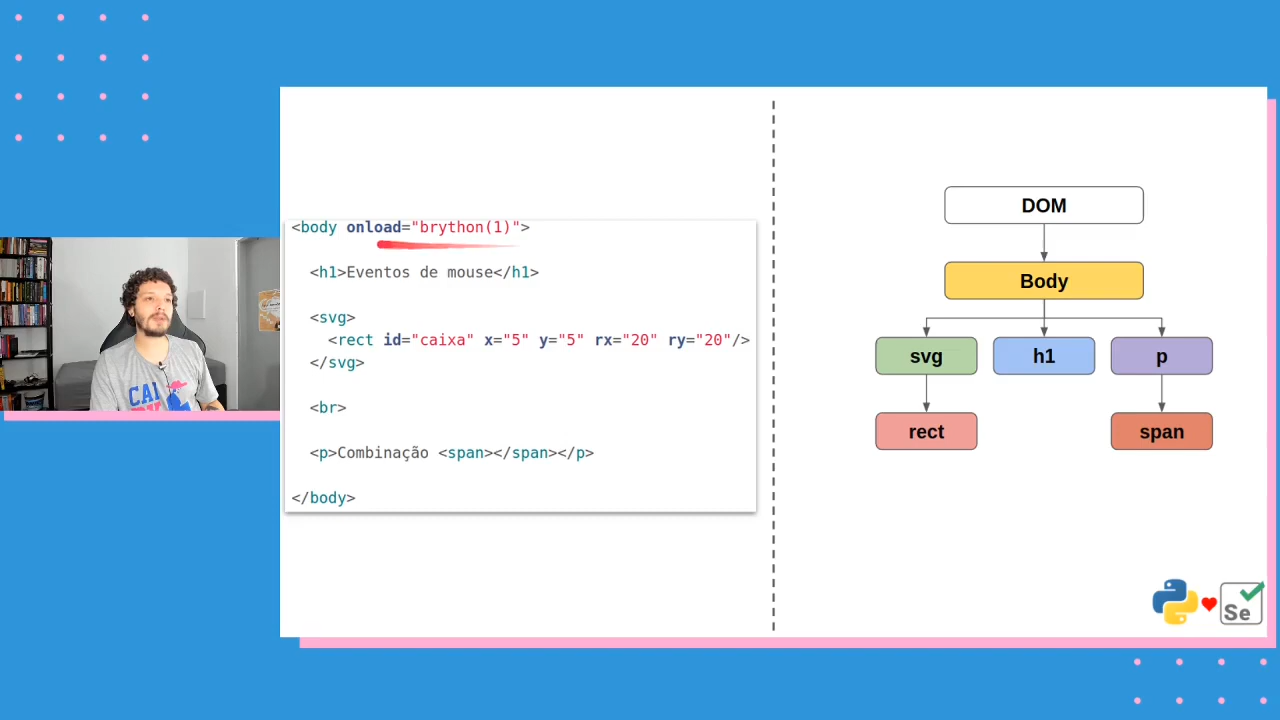 <body onload="brython(1)">
<h1>Eventos de mouse</h1>
<svg>
<rect id="caixa" x="5" y="5" rx="20" ry="20"/>
</svg>
<br>
<p>Combinação <span></span></p>
</body>
DOM
Body
svg h1 p
rect span
Se